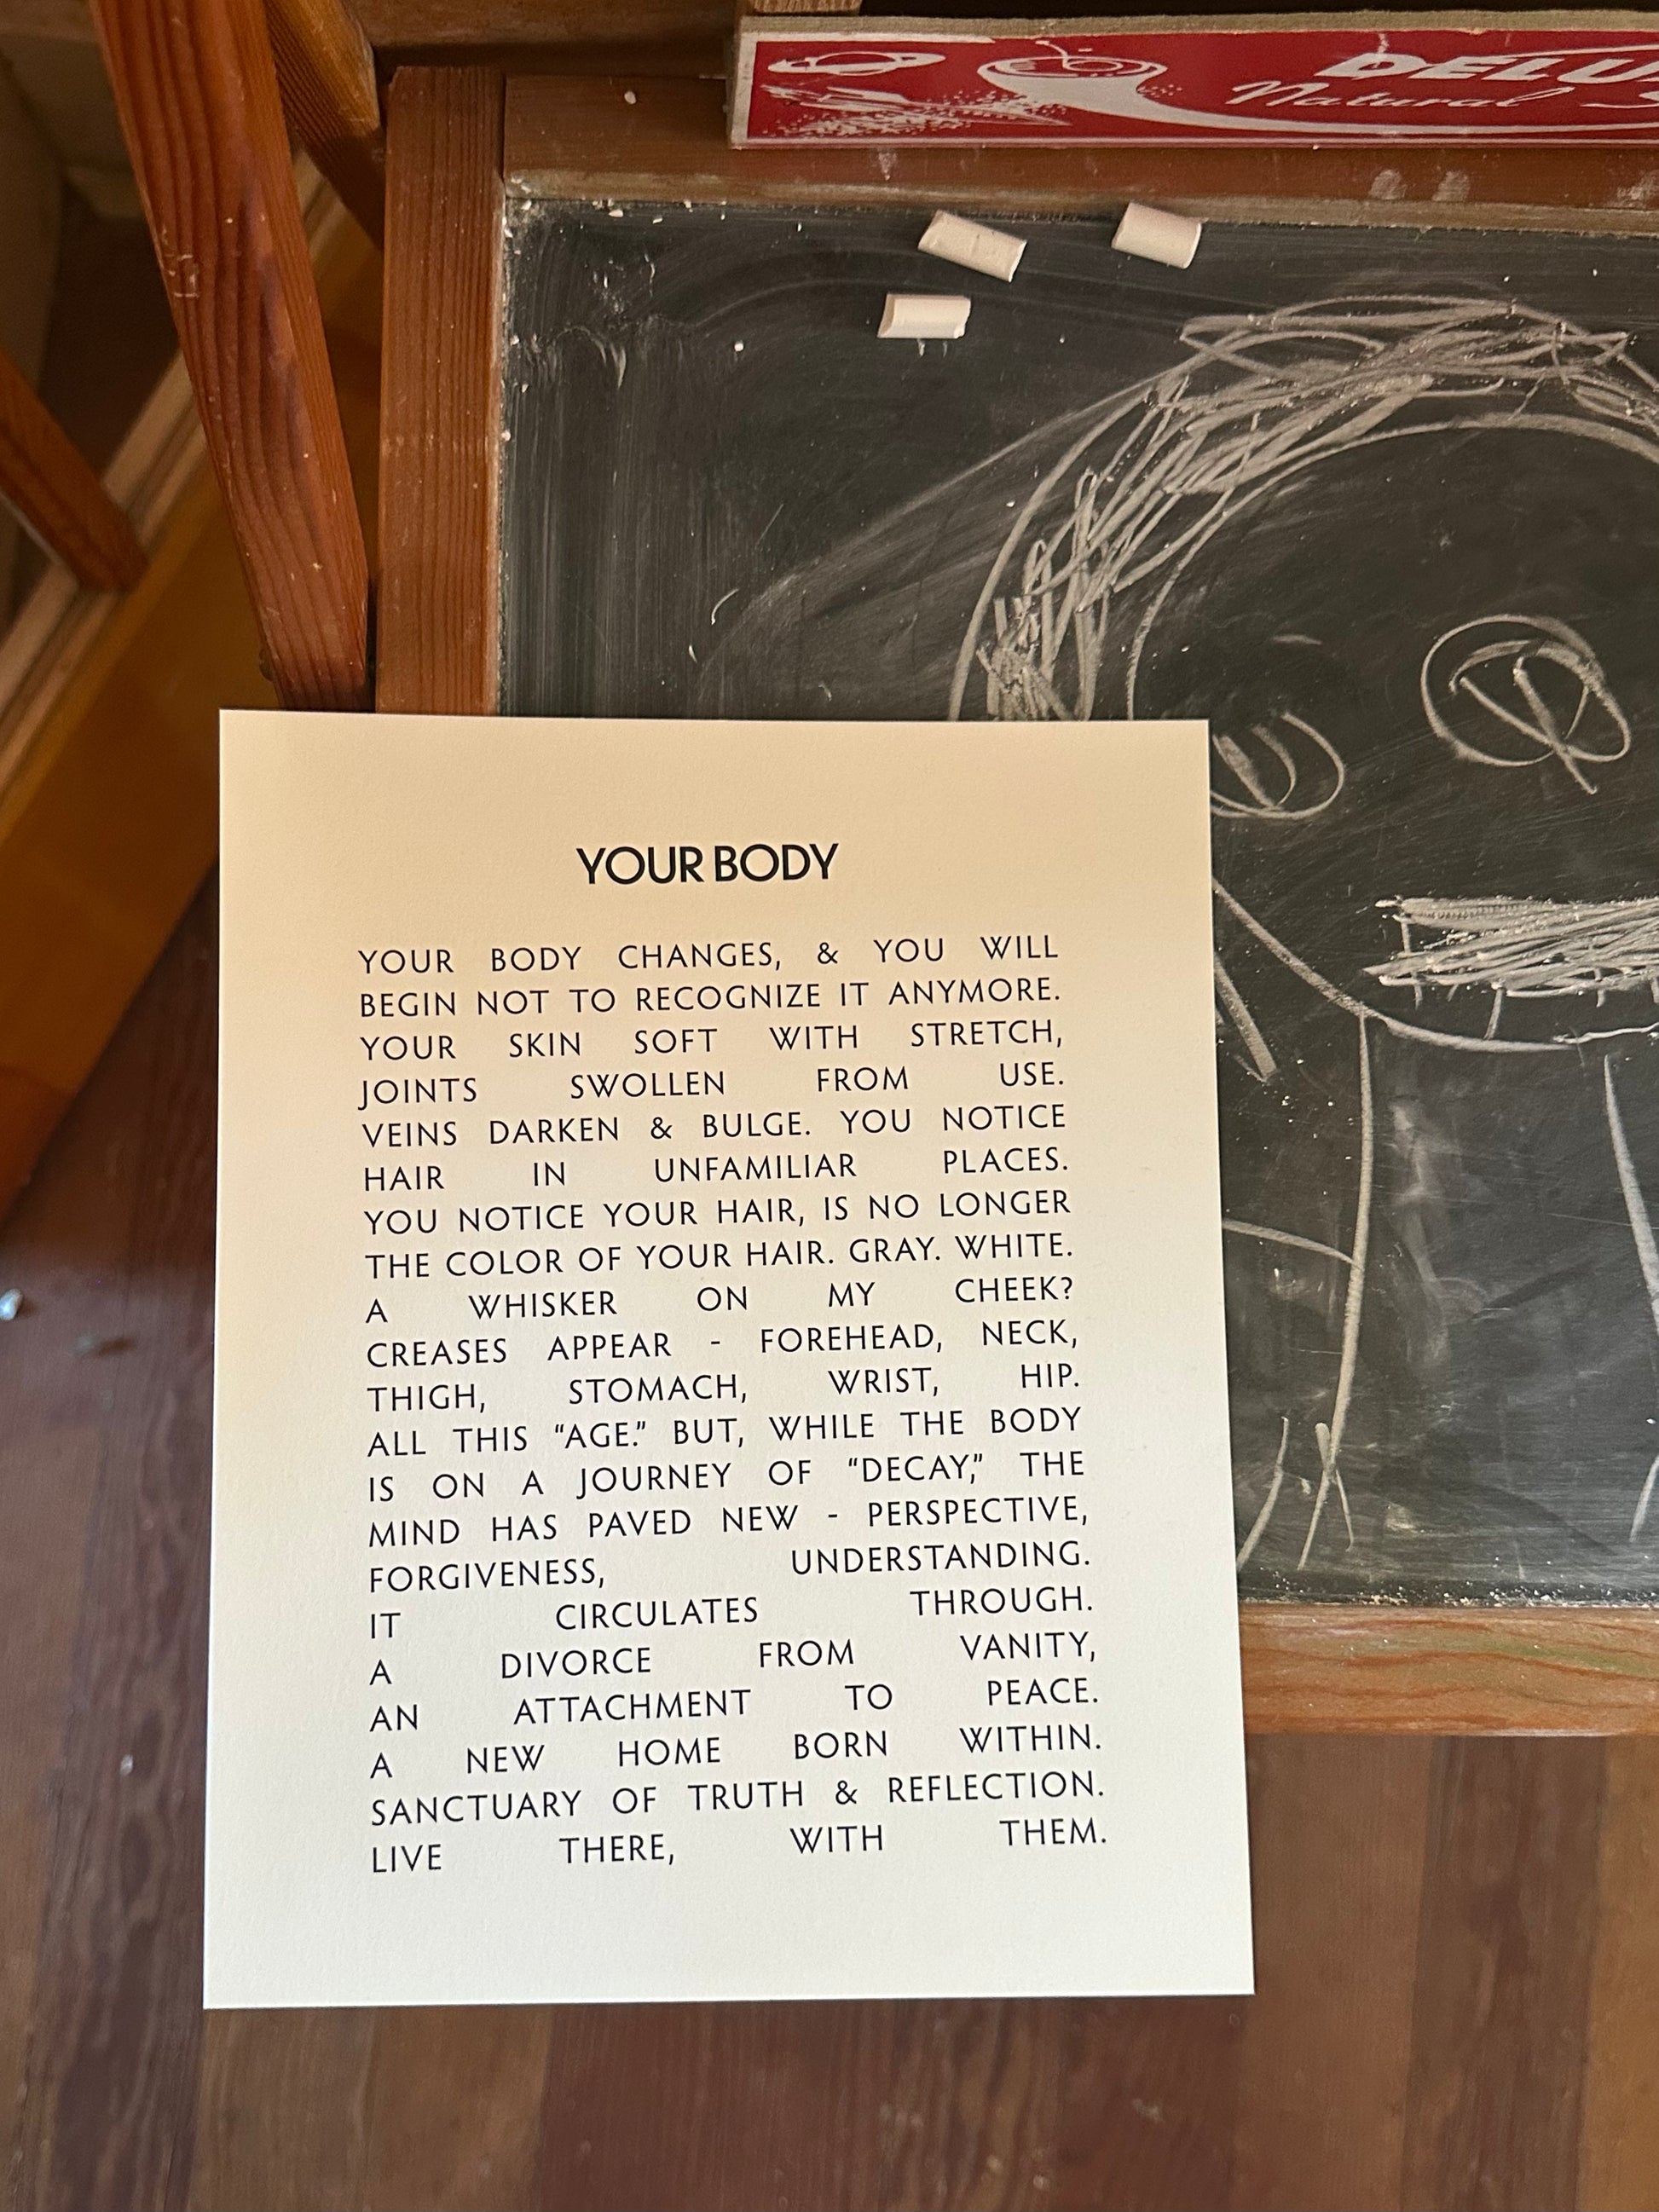 DELU
Natural S
YOUR BODY
YOUR BODY CHANGES, & YOU WILL
BEGIN NOT TO RECOGNIZE IT ANYMORE.
YOUR SKIN SOFT WITH STRETCH,
JOINTS SWOLLEN FROM USE.
VEINS DARKEN & BULGE. YOU NOTICE
HAIR IN UNFAMILIAR PLACES.
YOU NOTICE YOUR HAIR, IS NO LONGER
THE COLOR OF YOUR HAIR. GRAY. WHITE.
A WHISKER ON MY CHEEK?
CREASES APPEAR - FOREHEAD, NECK,
THIGH, STOMACH, WRIST, HIP.
ALL THIS “AGE.” BUT, WHILE THE BODY
IS ON A JOURNEY OF “DECAY,” THE
MIND HAS PAVED NEW - PERSPECTIVE,
FORGIVENESS, UNDERSTANDING.
IT CIRCULATES THROUGH.
A DIVORCE FROM VANITY,
AN ATTACHMENT TO PEACE.
A NEW HOME BORN WITHIN.
SANCTUARY OF TRUTH & REFLECTION.
LIVE THERE, WITH THEM.